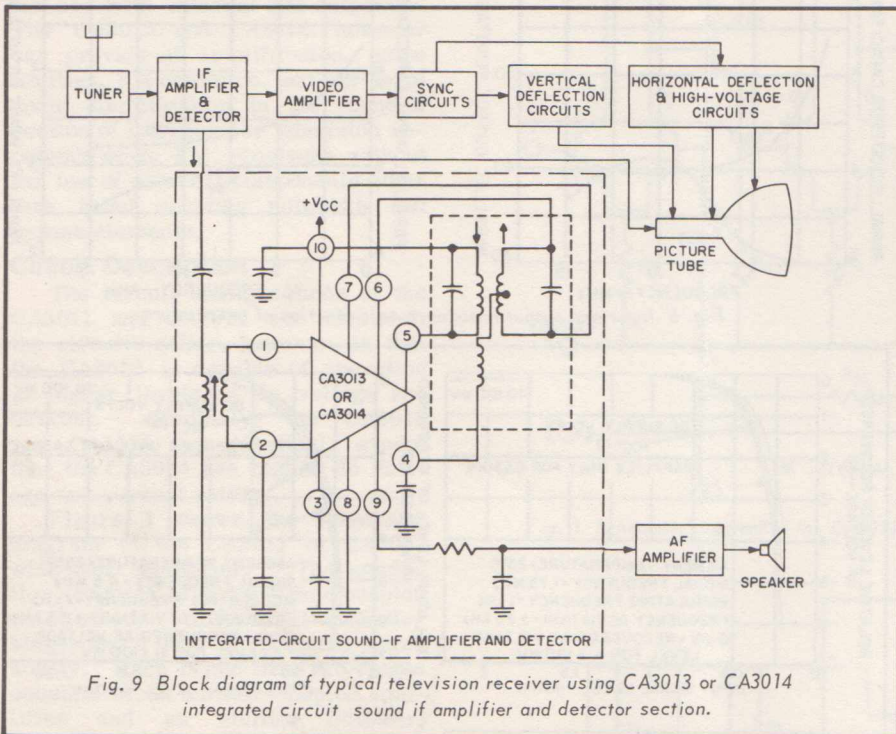 TUNER
IF
AMPLIFIER
&
DETECTOR
VIDEO
AMPLIFIER
SYNC
CIRCUITS
VERTICAL
DEFLECTION
CIRCUITS
HORIZONTAL DEFLECTION
& HIGH-VOLTAGE
CIRCUITS
PICTURE
TUBE
+VCC
10
7
6
5
1
CA3013
OR
CA3014
2
4
3
8
9
AF
AMPLIFIER
SPEAKER
INTEGRATED-CIRCUIT SOUND-IF AMPLIFIER AND DETECTOR
Fig. 9 Block diagram of typical television receiver using CA3013 or CA3014
integrated circuit sound if amplifier and detector section.